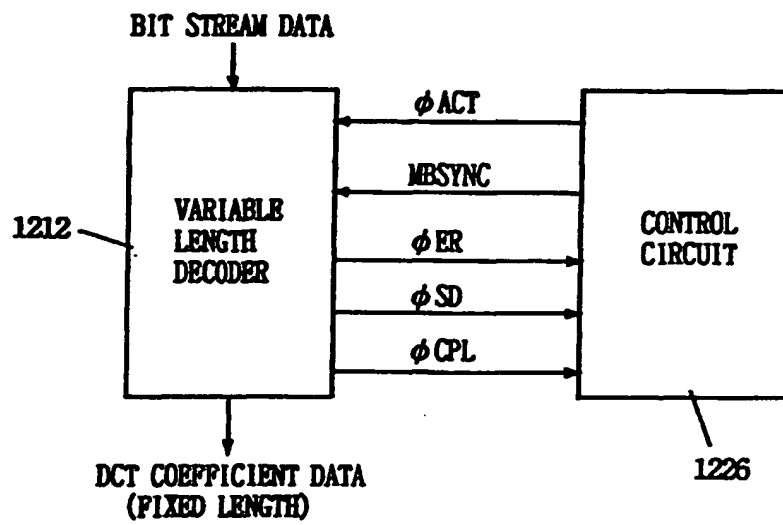 BIT STREAM DATA
φACT
MBSYNC
1212
VARIABLE
LENGTH
DECODER
CONTROL
CIRCUIT
φER
φSD
φCPL
1226
DCT COEFFICIENT DATA
(FIXED LENGTH)